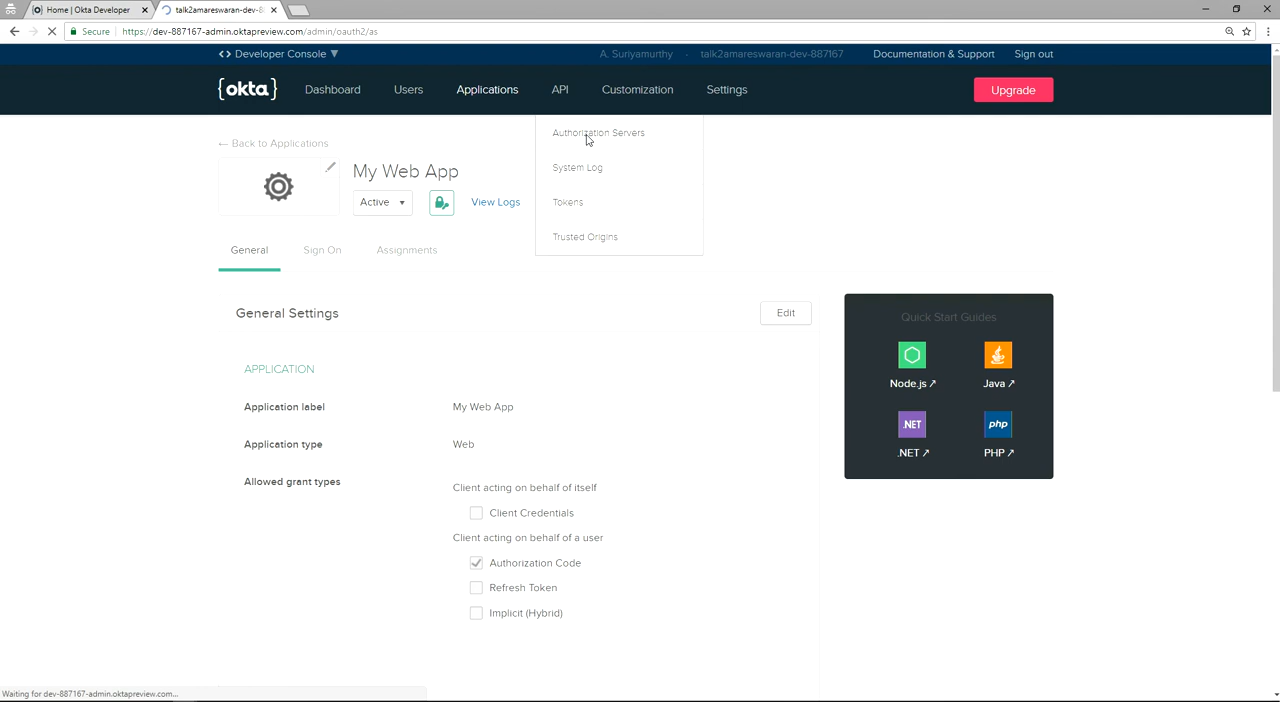 Home | Okta Developer
talk2amareswaran-dev-8
Secure
https://dev-887167-admin.oktapreview.com/admin/oauth2/as
<> Developer Console ▼
A. Suriyamurthy - talk2amareswaran-dev-887167
Documentation & Support
Sign out
{okta}
Dashboard
Users
Applications
API
Customization
Settings
Upgrade
Authorization Servers
System Log
Tokens
Trusted Origins
← Back to Applications
My Web App
Active ▼
View Logs
General
Sign On
Assignments
General Settings
Edit
APPLICATION
Application label
My Web App
Application type
Web
Allowed grant types
Client acting on behalf of itself
Client Credentials
Client acting on behalf of a user
Authorization Code
Refresh Token
Implicit (Hybrid)
Quick Start Guides
Node.js ↗
Java ↗
.NET
php
.NET ↗
PHP ↗
Waiting for dev-887167-admin.oktapreview.com...